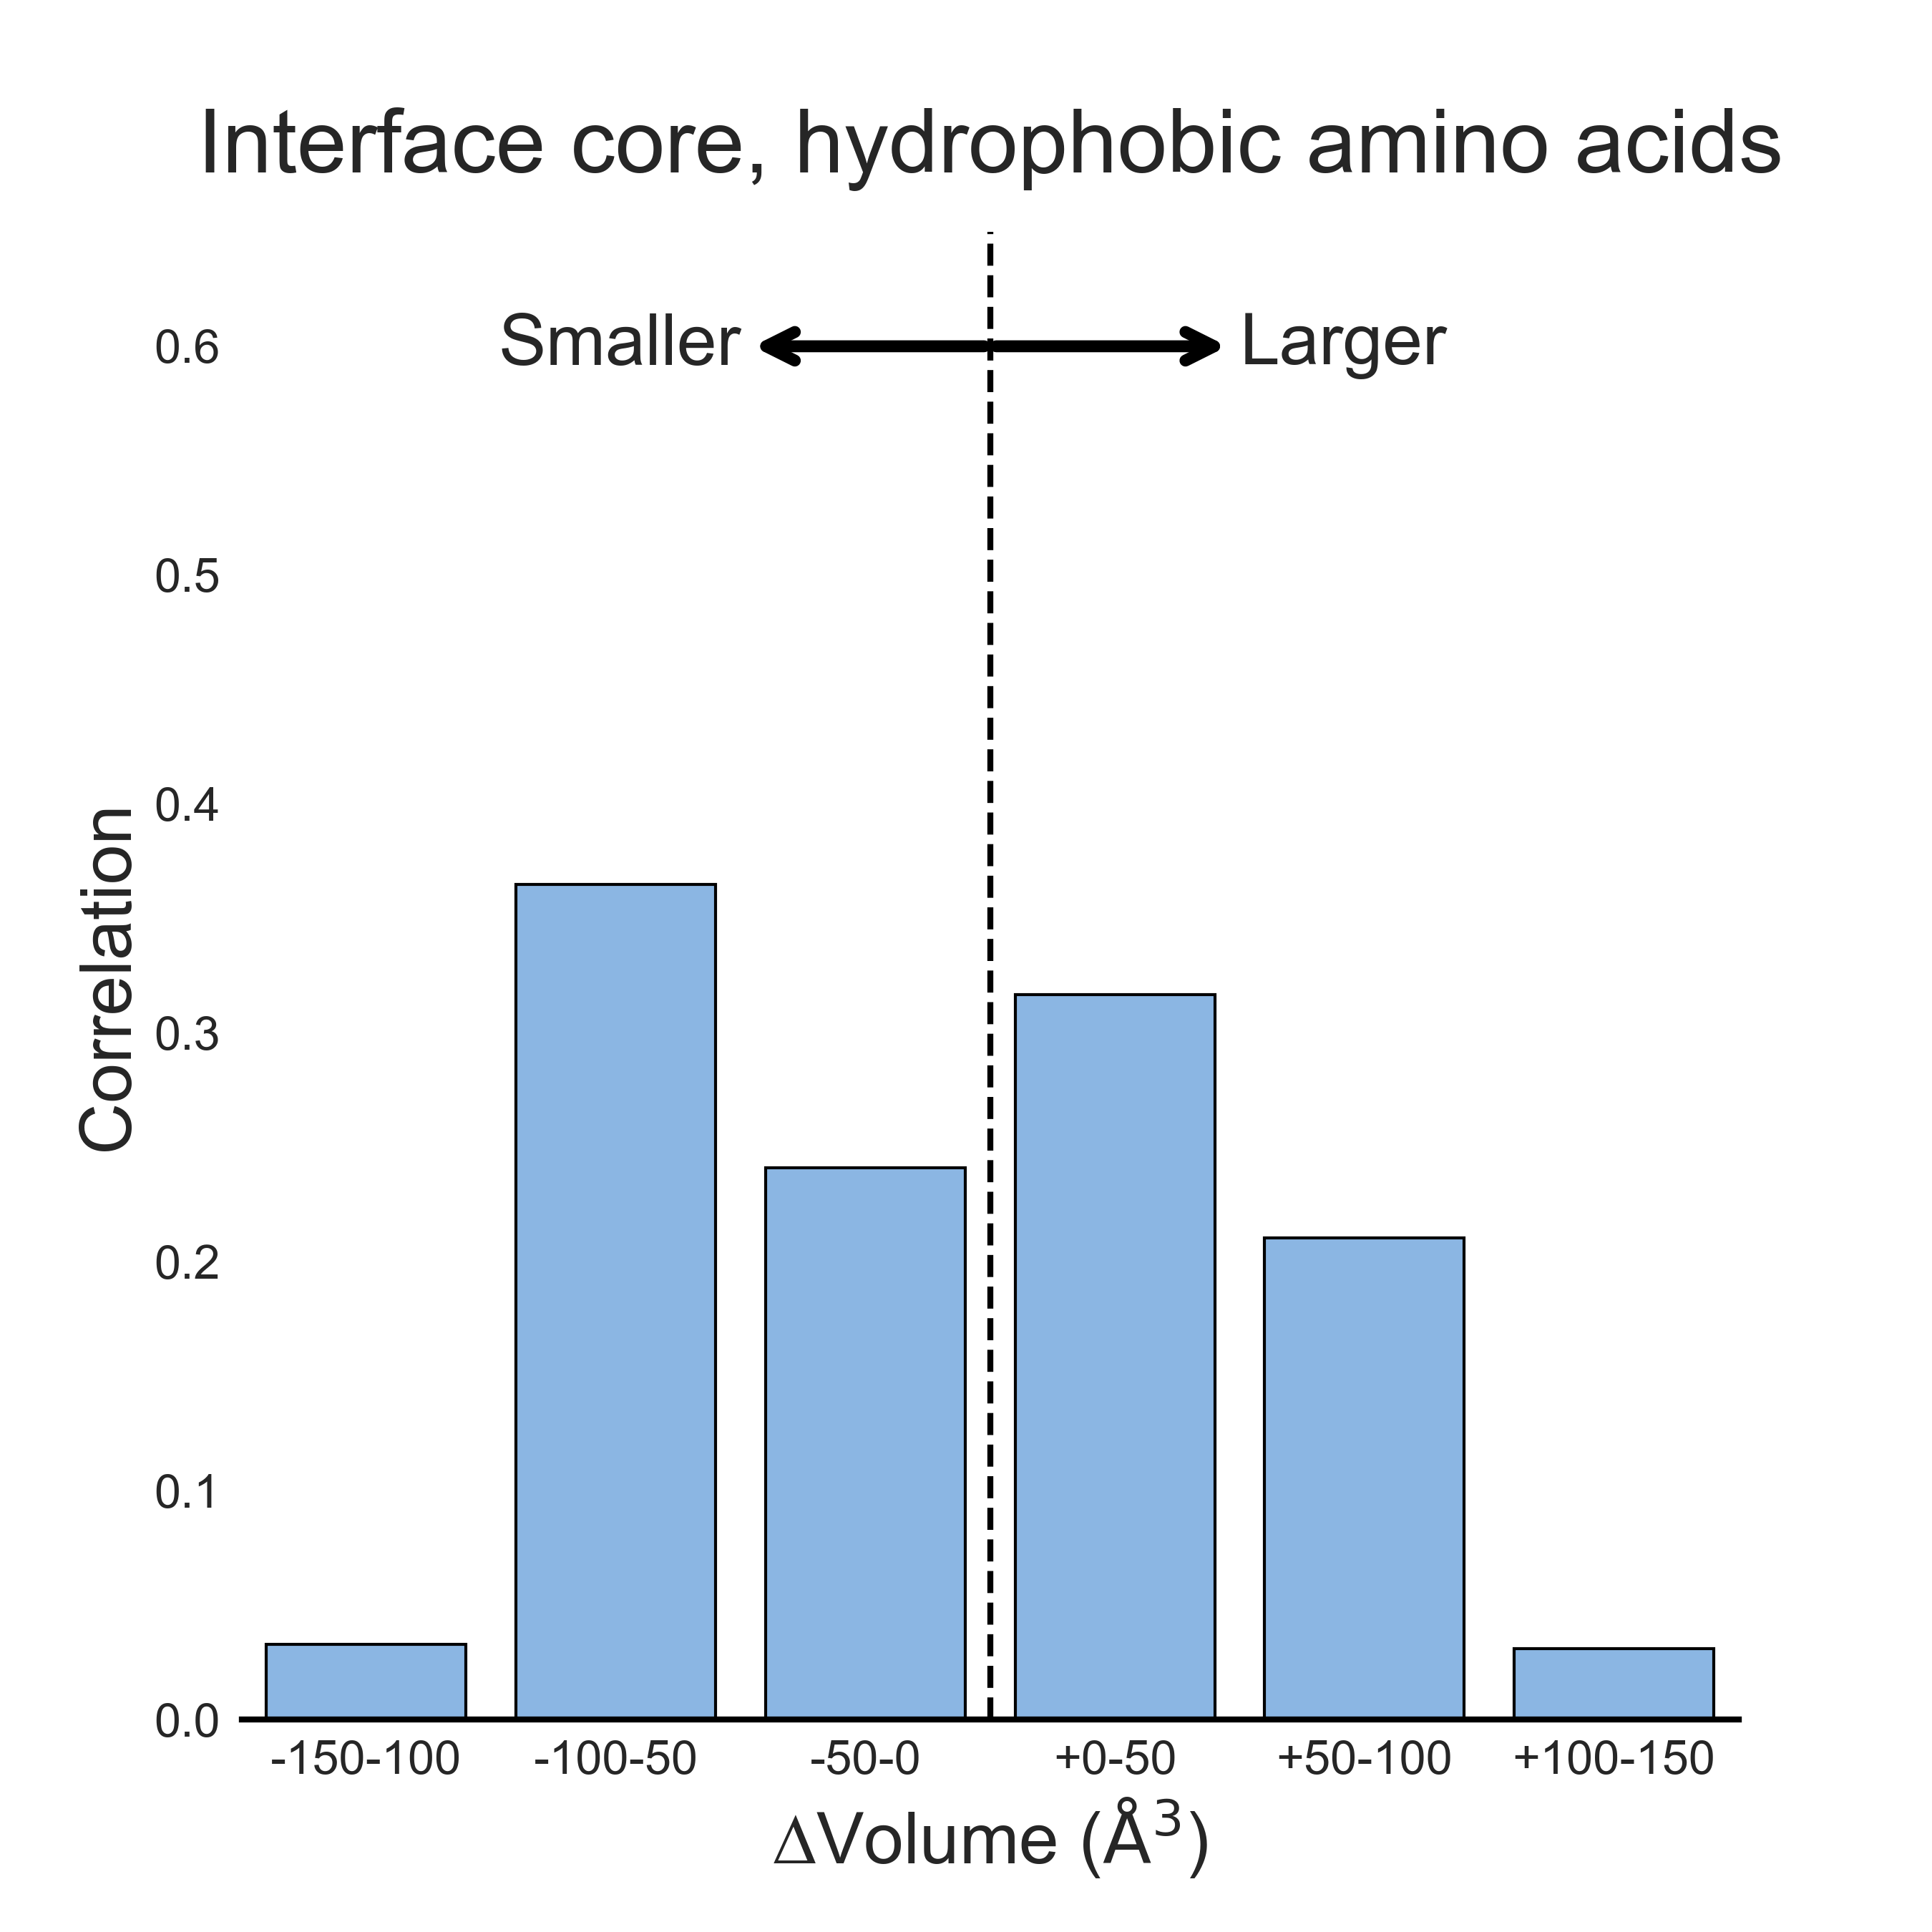 Interface core, hydrophobic amino acids
Smaller Larger
0.6
0.5
0.4
0.3
0.2
0.1
0.0
Correlation
-150-100 -100-50 -50-0 +0-50 +50-100 +100-150
ΔVolume (Å³)